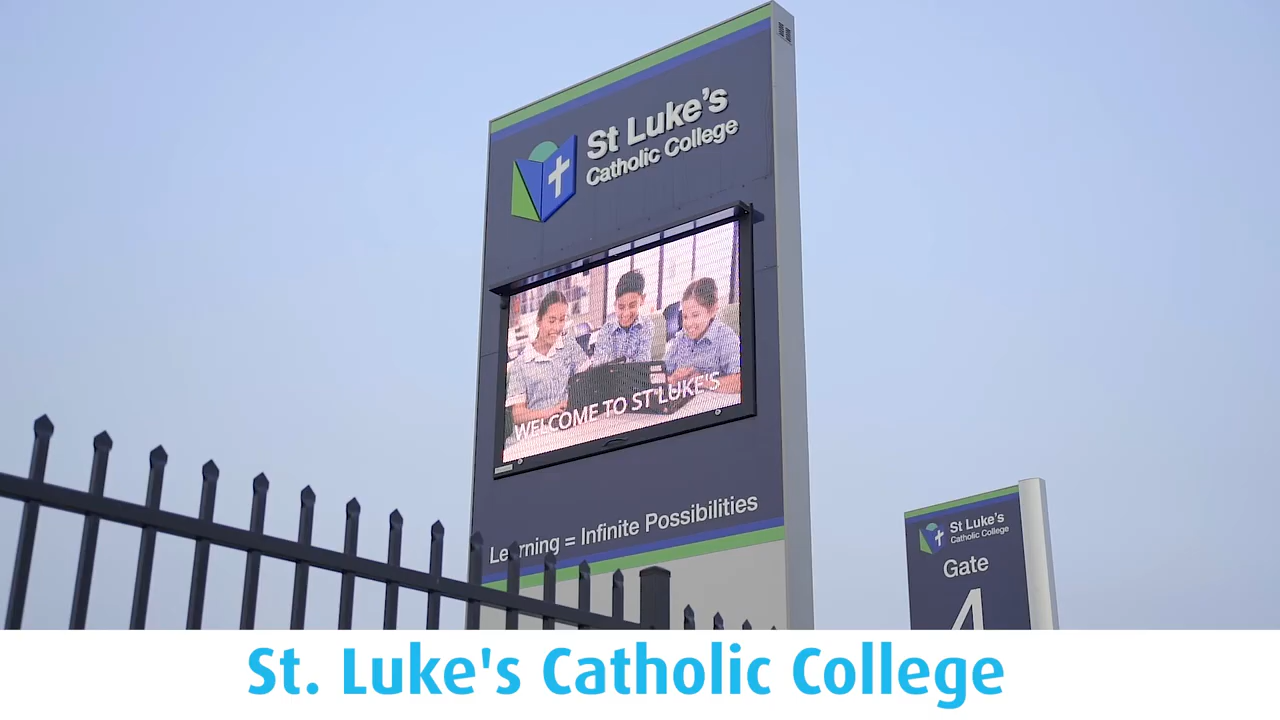 St Luke's
Catholic College
WELCOME TO ST LUKE'S
Learning = Infinite Possibilities
St Luke's
Catholic College
Gate
4
St. Luke's Catholic College